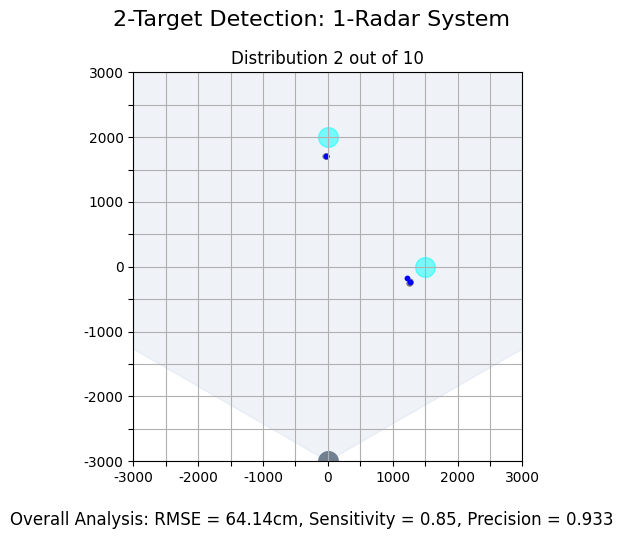 2-Target Detection: 1-Radar System
Distribution 2 out of 10
3000
2000
1000
0
-1000
-2000
-3000
-3000 -2000 -1000 0 1000 2000 3000
Overall Analysis: RMSE = 64.14cm, Sensitivity = 0.85, Precision = 0.933